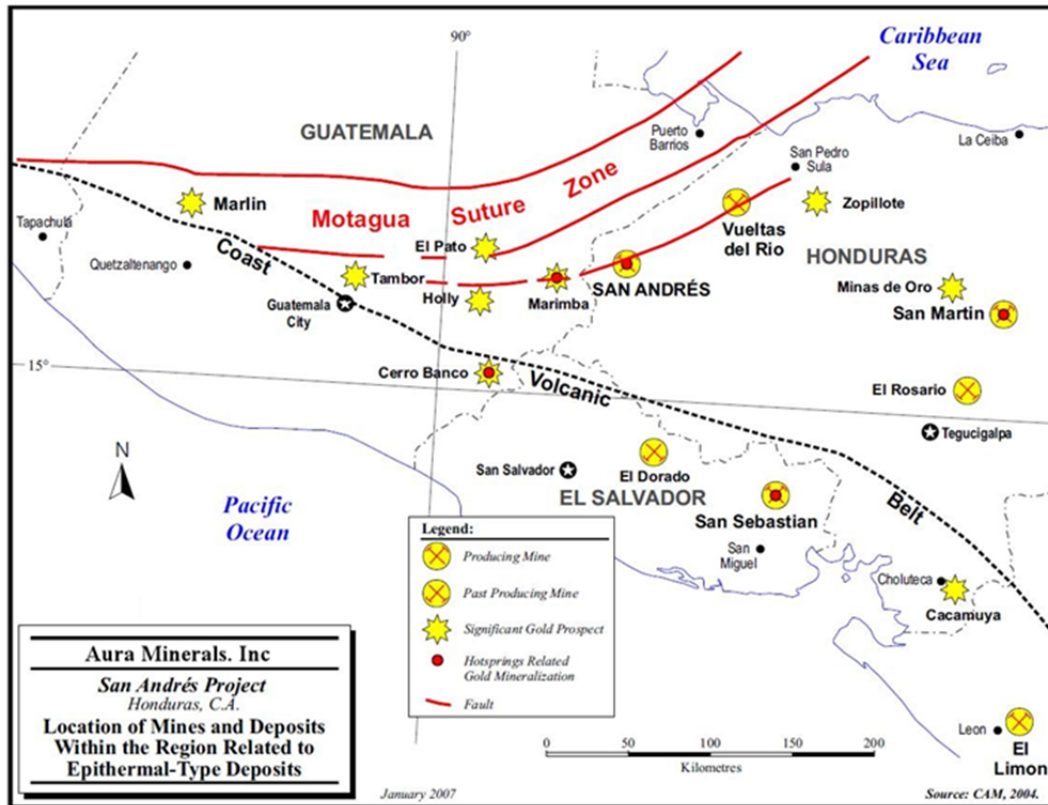 Caribbean
Sea
90°
GUATEMALA
Puerto
Barrios
La Ceiba
San Pedro
Sula
Zone
Suture
Motagua
Marlin
Zopillote
Vueltas
del Rio
Tapachula
El Pato
HONDURAS
Coast
Quetzaltenango
Tambor
SAN ANDRÉS
Minas de Oro
Holly
Marimba
Guatemala
City
San Martin
15°
Cerro Banco
Volcanic
El Rosario
Tegucigalpa
N
San Salvador
El Dorado
EL SALVADOR
Belt
Pacific
Ocean
San Sebastian
San
Miguel
Choluteca
Cacamuya
Legend:
Producing Mine
Past Producing Mine
Significant Gold Prospect
Hotsprings Related
Gold Mineralization
Fault
Aura Minerals. Inc
San Andrés Project
Honduras, C.A.
Location of Mines and Deposits
Within the Region Related to
Epithermal-Type Deposits
Leon
El
Limon
0 50 100 150 200
Kilometres
January 2007
Source: CAM, 2004.